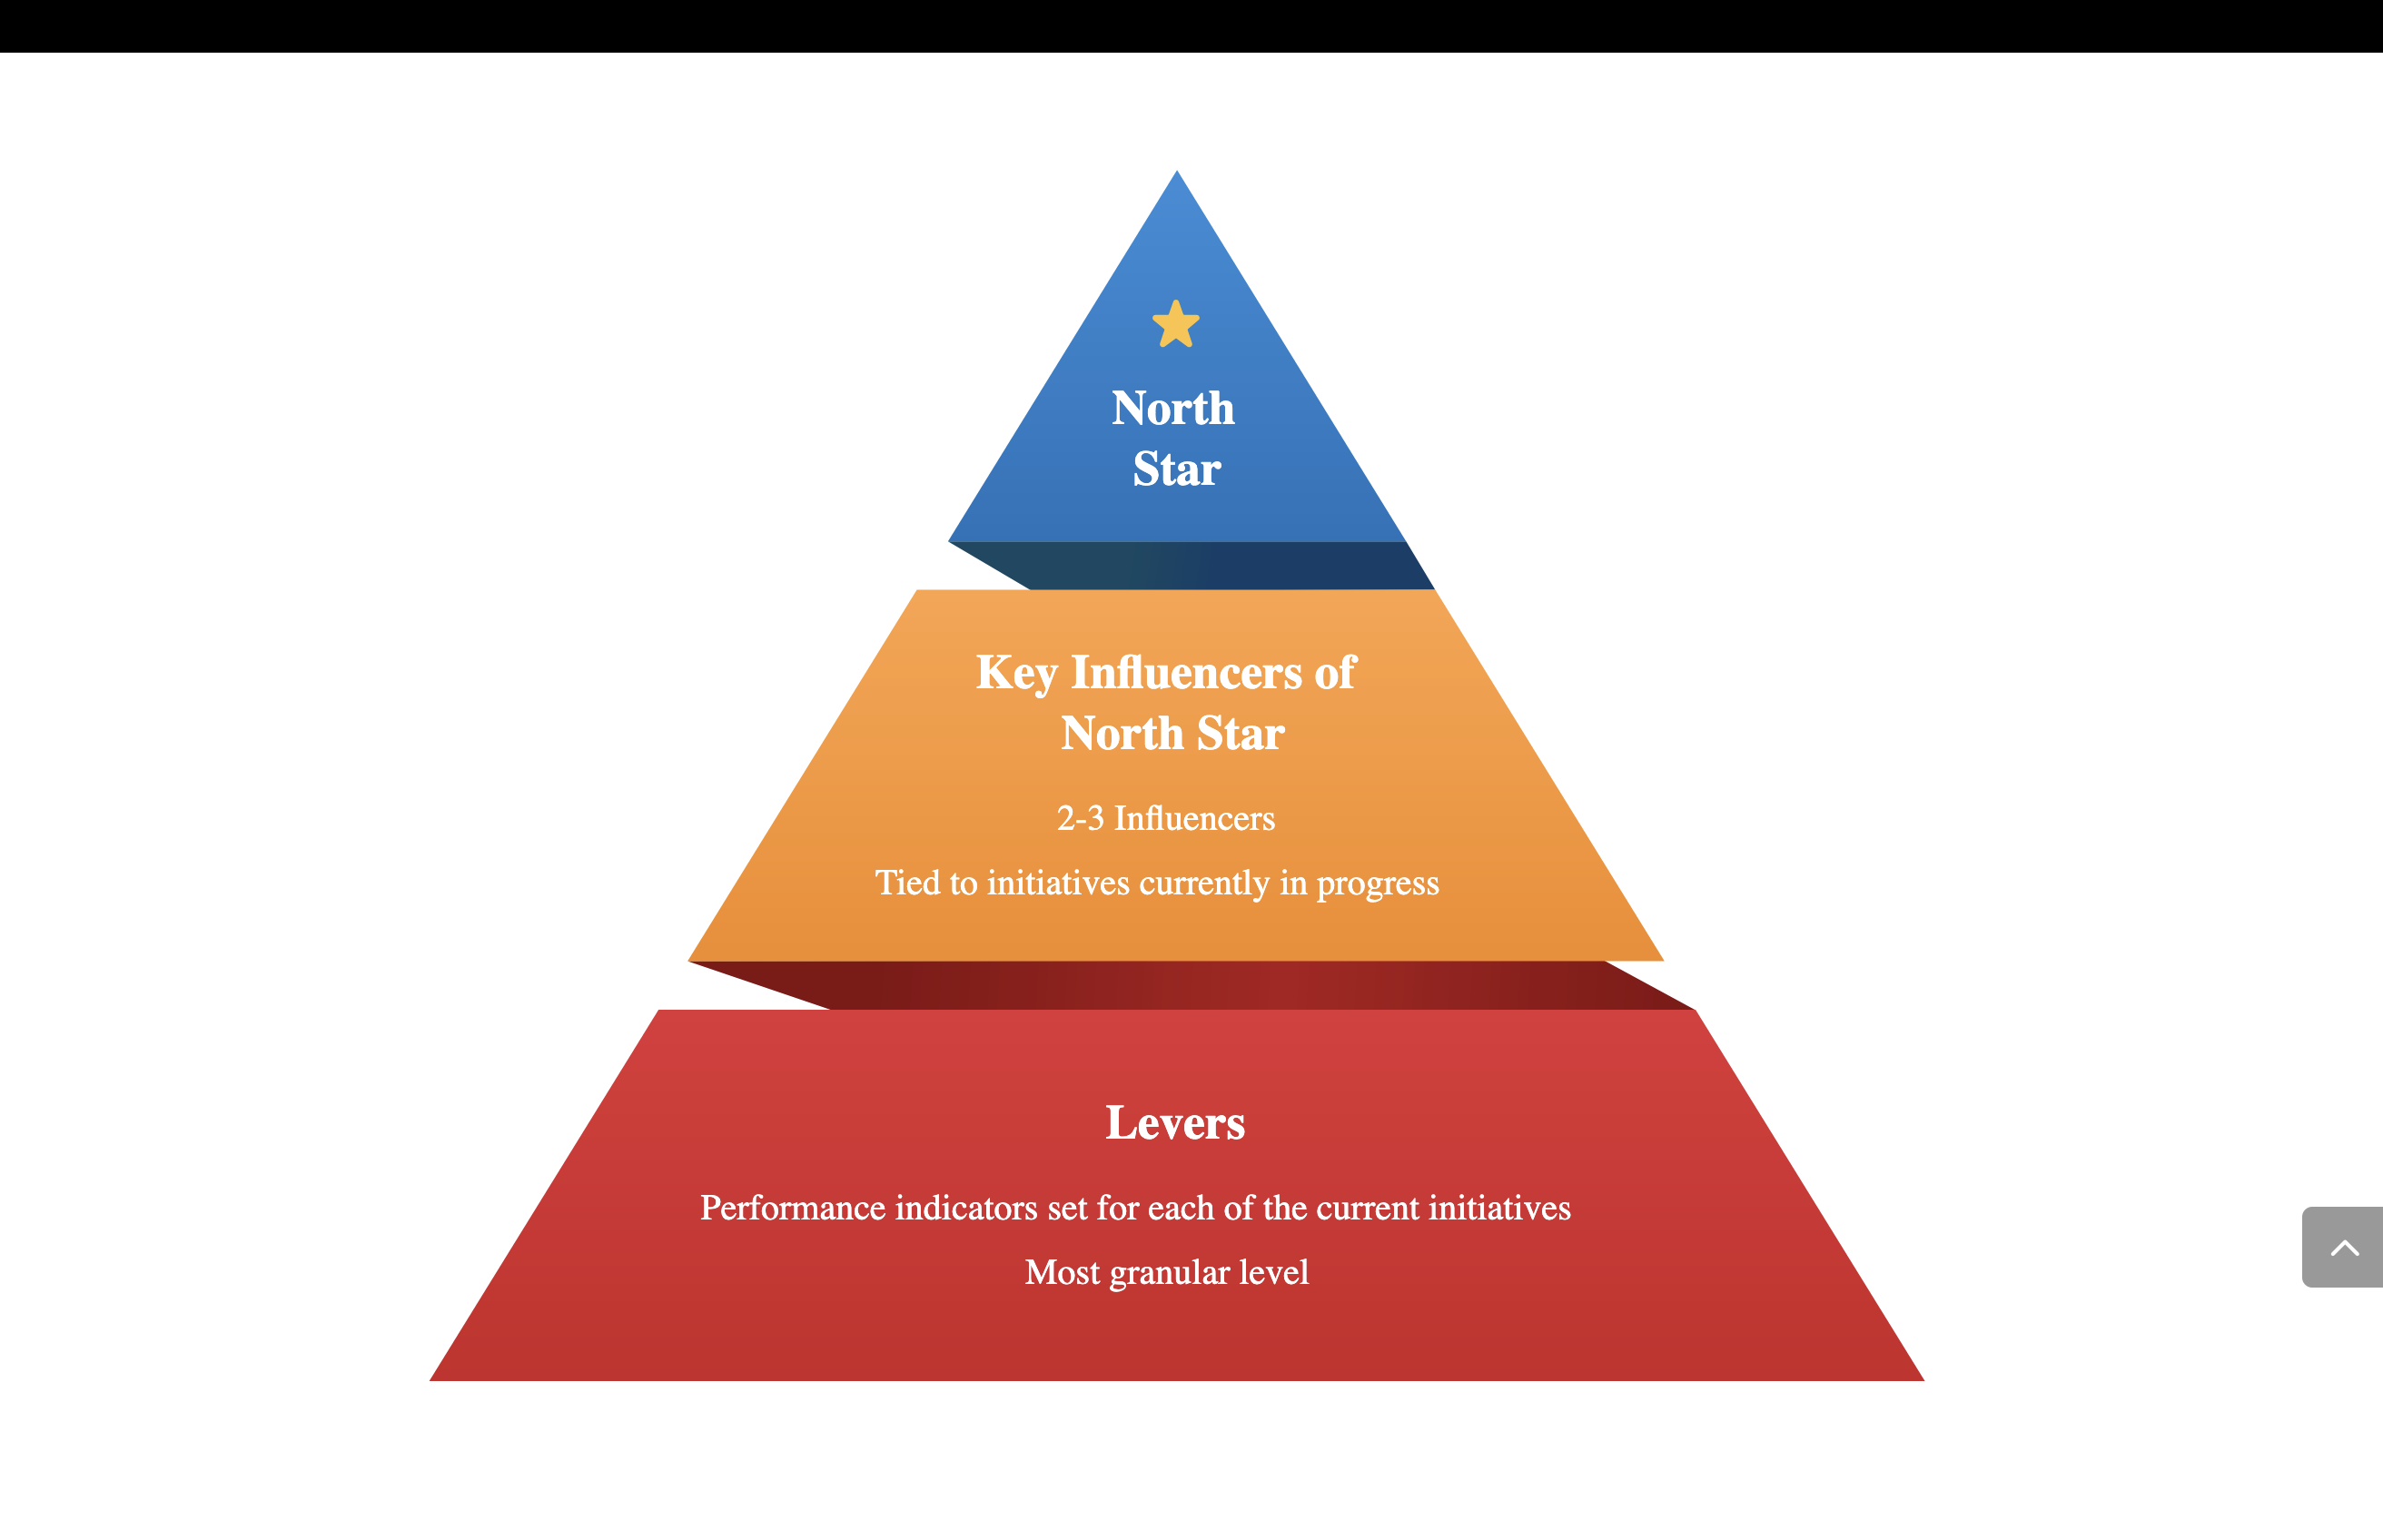 North
Star
Key Influencers of
North Star
2-3 Influencers
Tied to initiatives currently in progress
Levers
Performance indicators set for each of the current initiatives
Most granular level